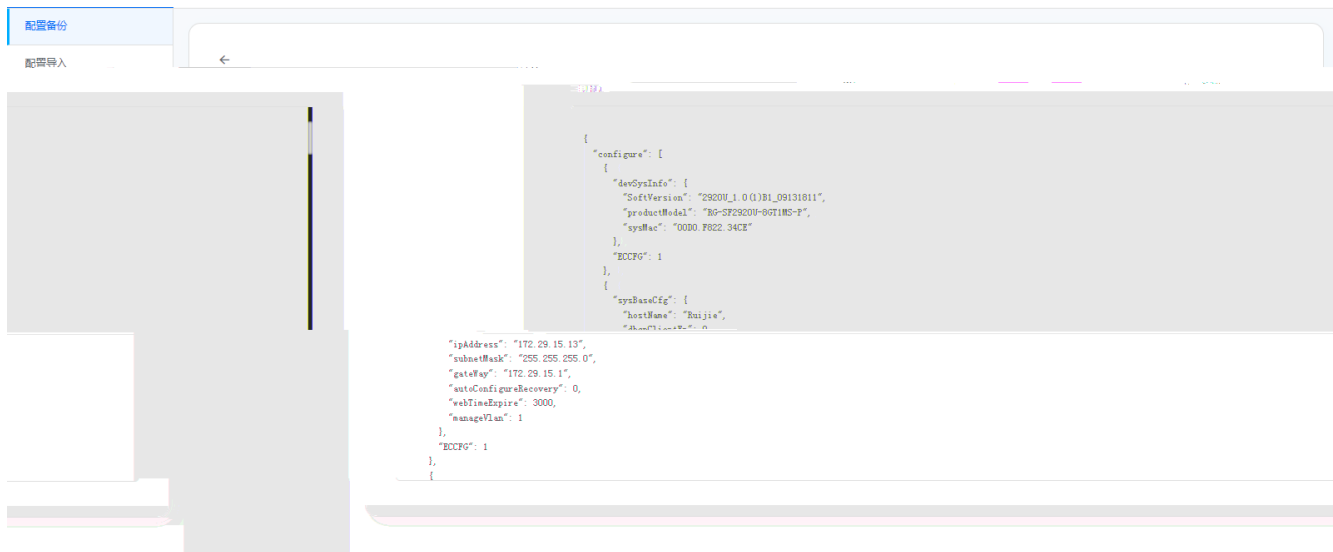 配置备份
配置导入
←
{
"configure": [
{
"devSysInfo": {
"SoftVersion": "2920U_1.0(1)B1_09131811",
"productModel": "RG-SF2920U-8GT1MS-P",
"sysMac": "00D0.F822.34CE"
},
"ECCFG": 1
},
{
"sysBaseCfg": {
"hostName": "Ruijie",
"ipAddress": "172.29.15.13",
"subnetMask": "255.255.255.0",
"gateWay": "172.29.15.1",
"autoConfigureRecovery": 0,
"webTimeExpire": 3000,
"manageVlan": 1
},
"ECCFG": 1
},
{